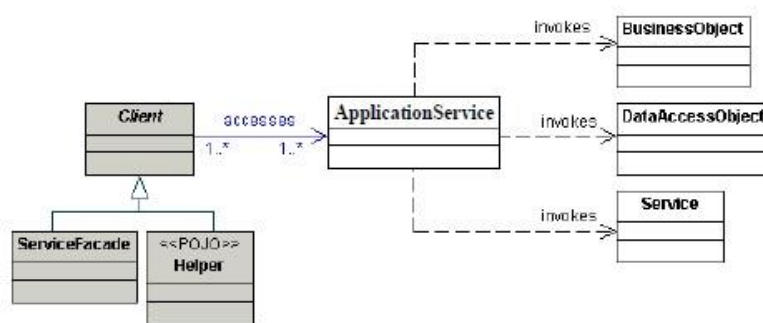 invokes
BusinessObject
Client
accesses
1..*
1..*
ApplicationService
invokes
DataAccessObject
invokes
Service
ServiceFacade
<<POJO>>
Helper